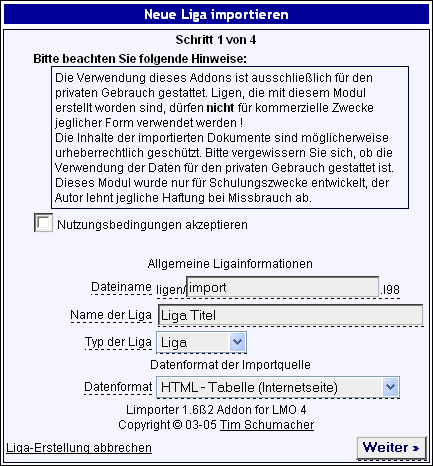 Neue Liga importieren
Schritt 1 von 4
Bitte beachten Sie folgende Hinweise:
Die Verwendung dieses Addons ist ausschließlich für den
privaten Gebrauch gestattet. Ligen, die mit diesem Modul
erstellt worden sind, dürfen nicht für kommerzielle Zwecke
jeglicher Form verwendet werden !
Die Inhalte der importierten Dokumente sind möglicherweise
urheberrechtlich geschützt. Bitte vergewissern Sie sich, ob die
Verwendung der Daten für den privaten Gebrauch gestattet ist.
Dieses Modul wurde nur für Schulungszwecke entwickelt, der
Autor lehnt jegliche Haftung bei Missbrauch ab.
Nutzungsbedingungen akzeptieren
Allgemeine Ligainformationen
Dateiname ligen/import.l98
Name der Liga Liga Titel
Typ der Liga Liga
Datenformat der Importquelle
Datenformat HTML - Tabelle (Internetseite)
Limporter 1.6ß2 Addon for LMO 4
Copyright © 03-05 Tim Schumacher
Liga-Erstellung abbrechen Weiter »